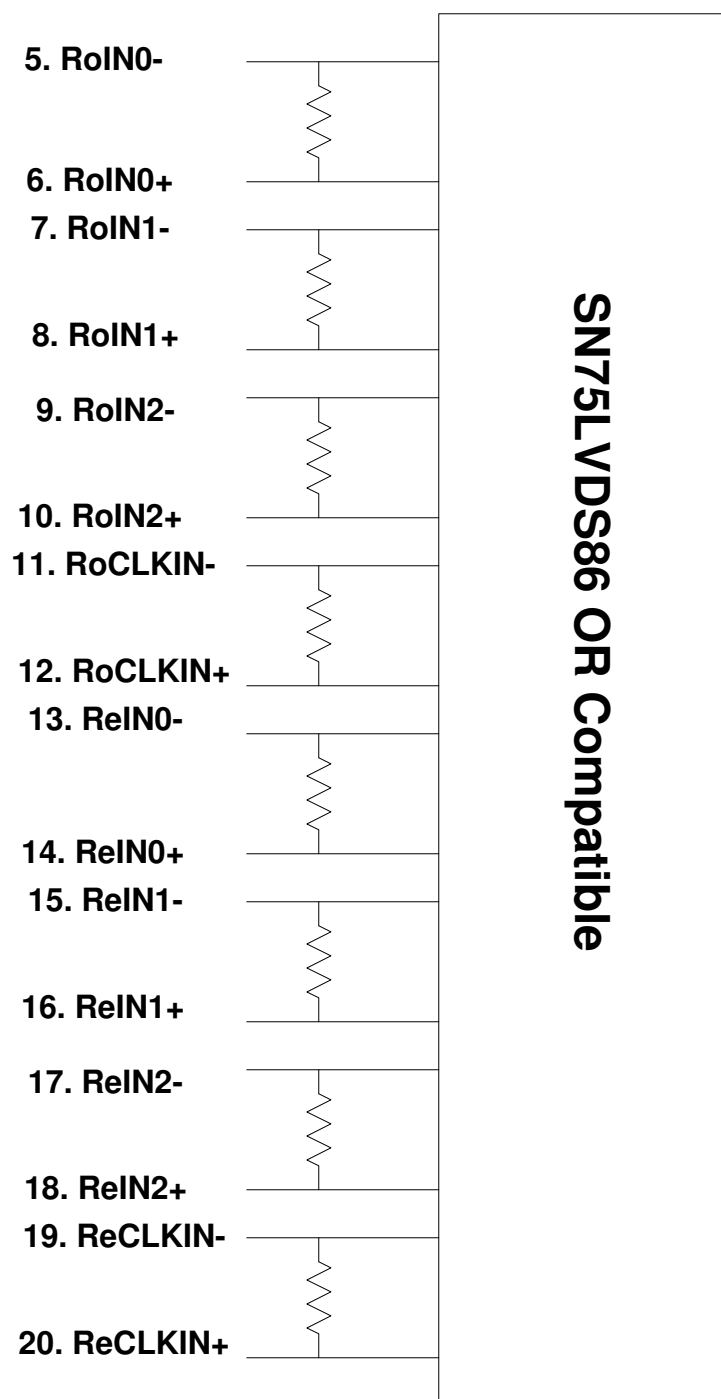 5. RoIN0-
6. RoIN0+
7. RoIN1-
8. RoIN1+
9. RoIN2-
10. RoIN2+
11. RoCLKIN-
12. RoCLKIN+
13. ReIN0-
14. ReIN0+
15. ReIN1-
16. ReIN1+
17. ReIN2-
18. ReIN2+
19. ReCLKIN-
20. ReCLKIN+
SN75LVDS86 OR Compatible